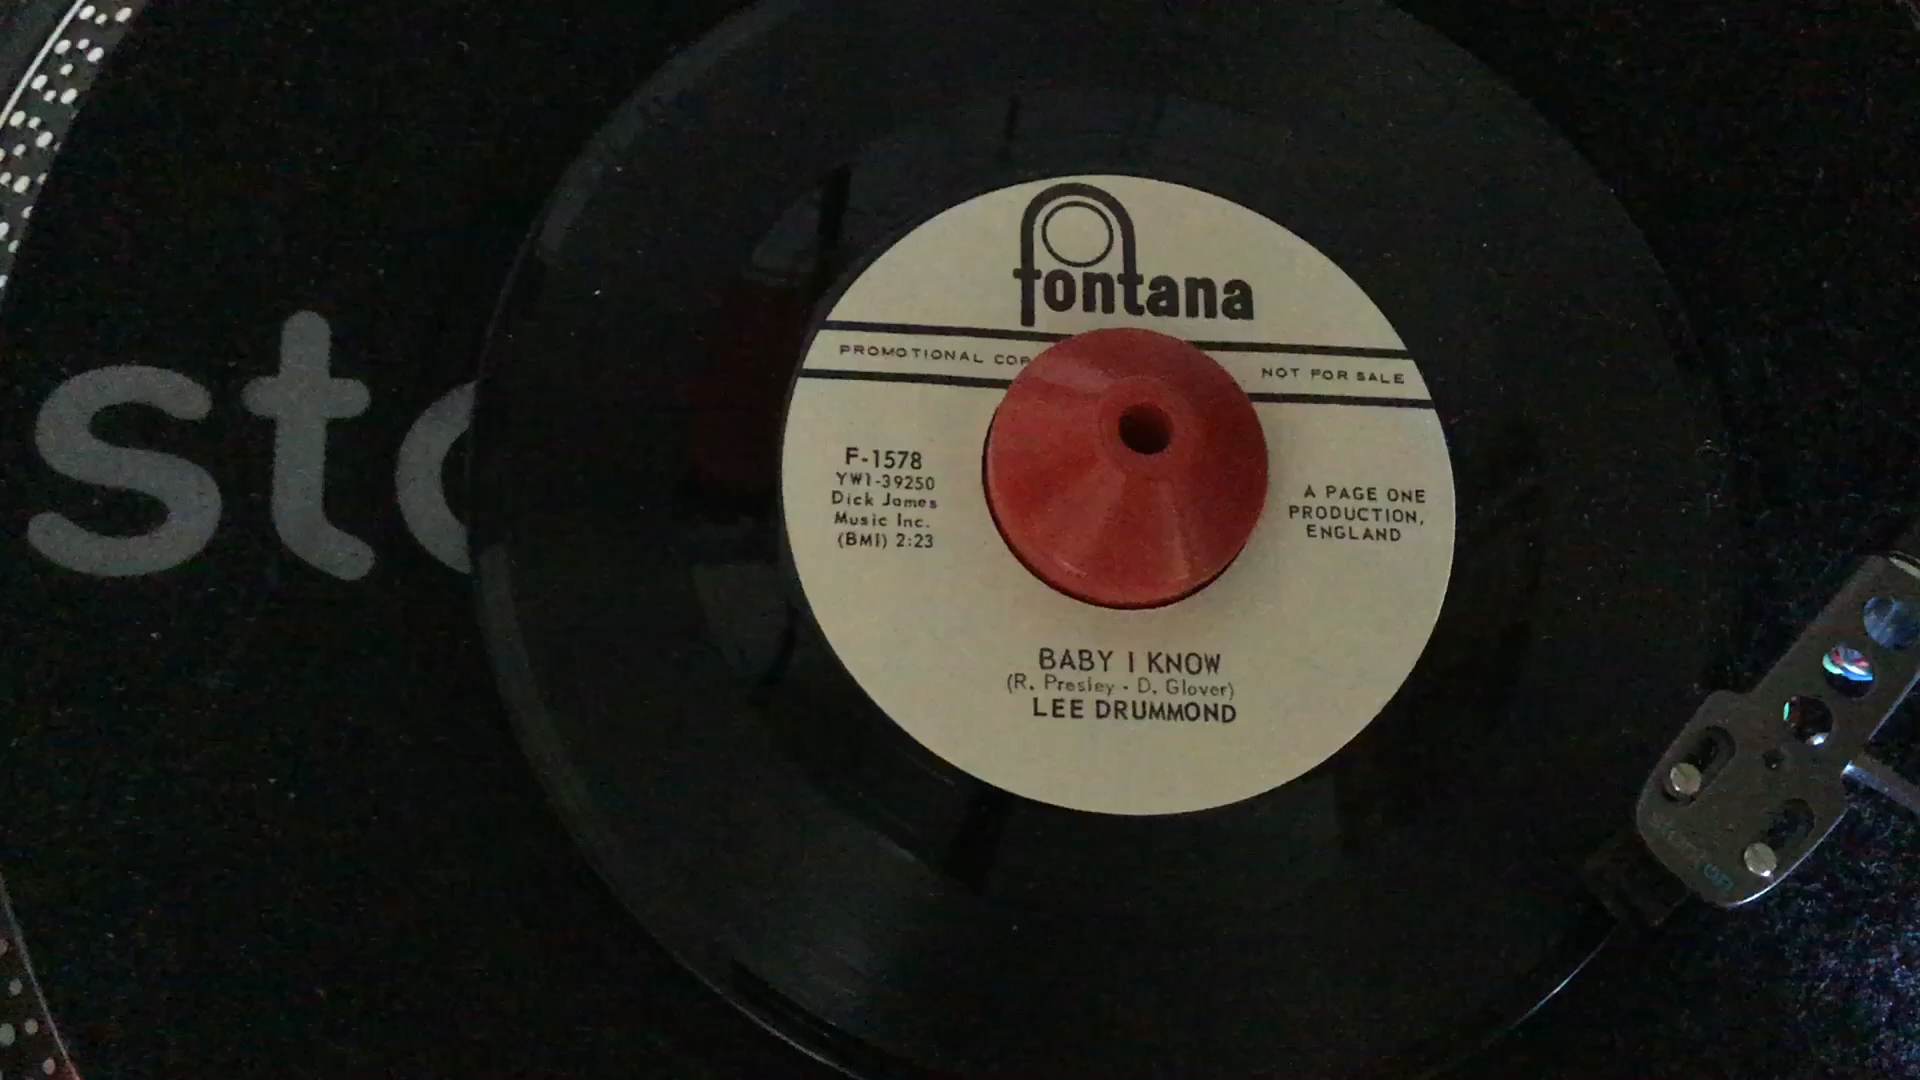 fontana
PROMOTIONAL COP
NOT FOR SALE
F-1578
YW1-39250
Dick James
Music Inc.
(BMI) 2:23
A PAGE ONE
PRODUCTION,
ENGLAND
BABY I KNOW
(R. Presley - D. Glover)
LEE DRUMMOND